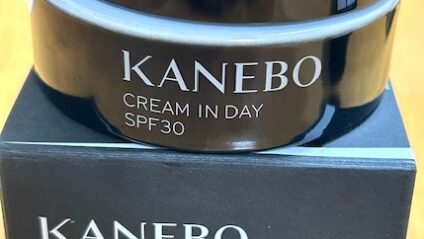 KANEBO
CREAM IN DAY
SPF30
KANEBO